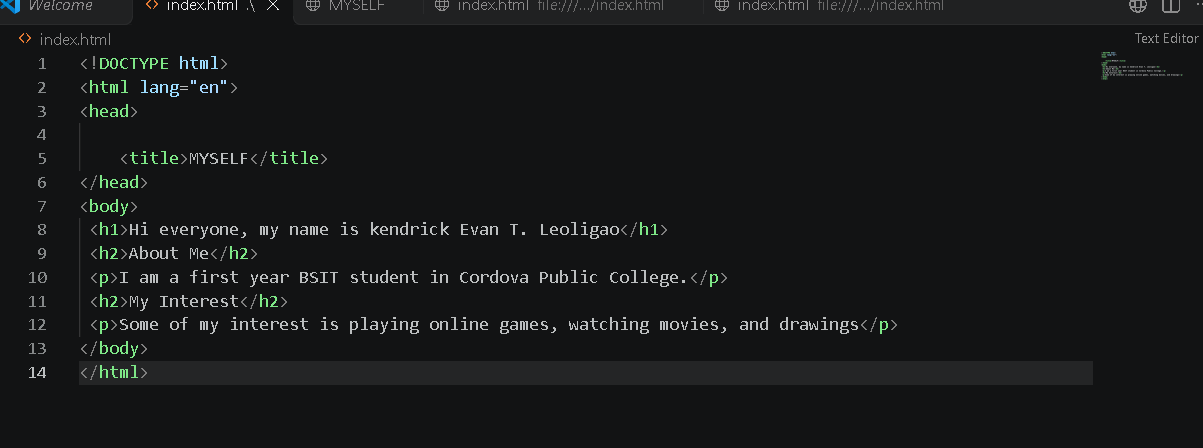 Welcome index.html .\ MYSELF index.html file:///.../index.html index.html file:///.../index.html
index.html Text Editor
1 <!DOCTYPE html>
2 <html lang="en">
3 <head>
4
5 <title>MYSELF</title>
6 </head>
7 <body>
8 <h1>Hi everyone, my name is kendrick Evan T. Leoligao</h1>
9 <h2>About Me</h2>
10 <p>I am a first year BSIT student in Cordova Public College.</p>
11 <h2>My Interest</h2>
12 <p>Some of my interest is playing online games, watching movies, and drawings</p>
13 </body>
14 </html>